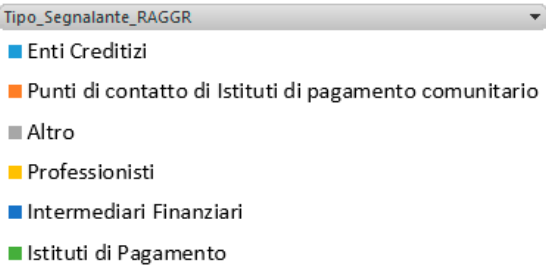 Tipo_Segnalante_RAGGR
Enti Creditizi
Punti di contatto di Istituti di pagamento comunitario
Altro
Professionisti
Intermediari Finanziari
Istituti di Pagamento